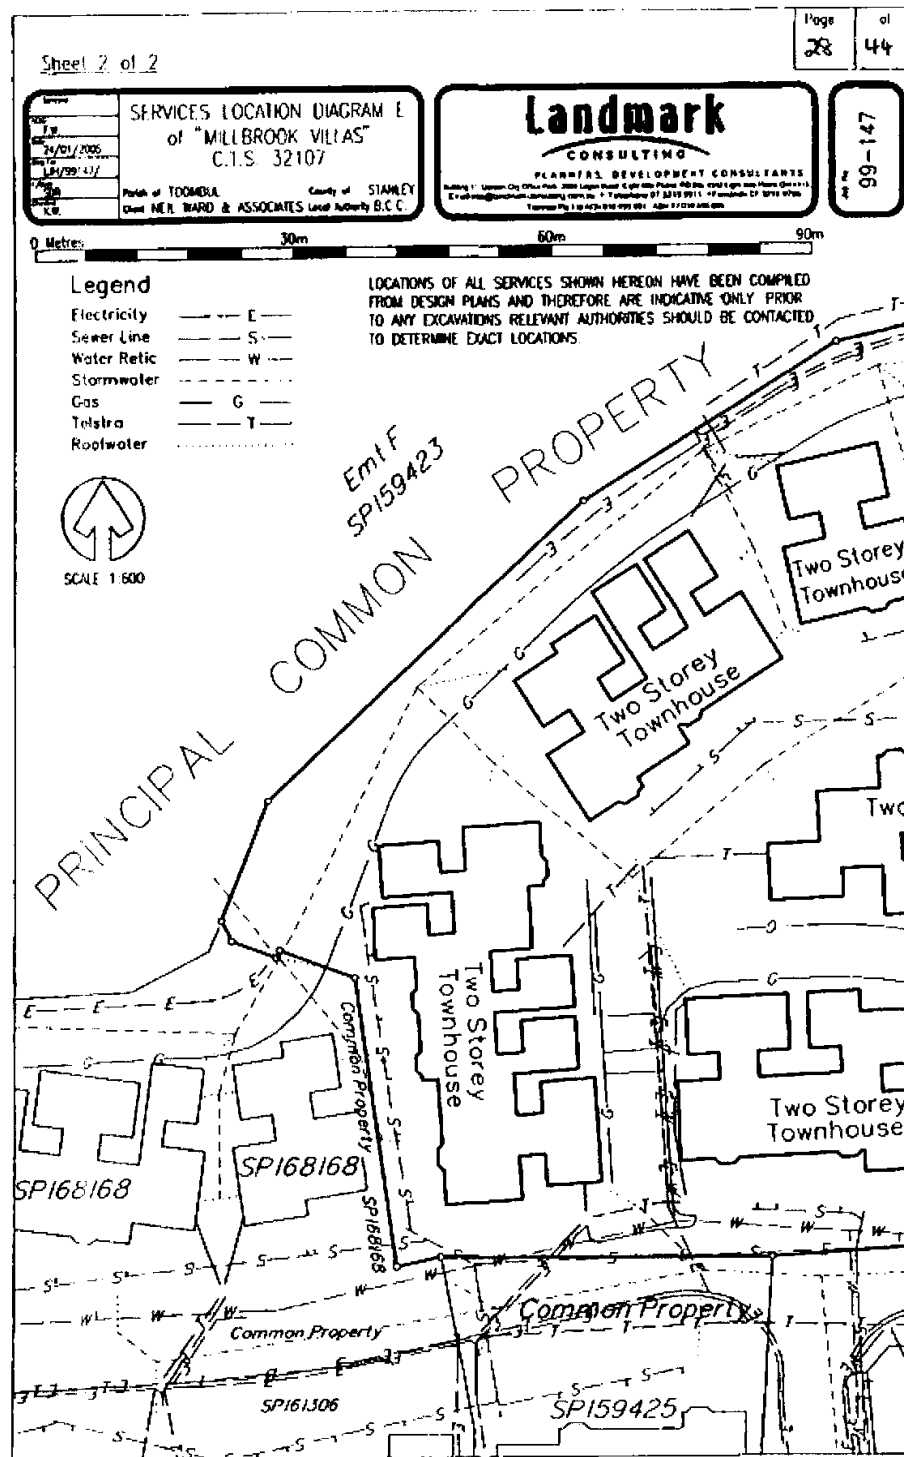 Page of
28 44
Sheet 2 of 2
SERVICES LOCATION DIAGRAM E
of "MILLBROOK VILLAS"
C.T.S. 32107
24/01/2005
Parish of TOOMBUL County of STANLEY
Client NEIL WARD & ASSOCIATES Local Authority B.C.C.
Landmark
CONSULTING
PLANNERS, DEVELOPMENT CONSULTANTS
99-147
0 Metres 30m 60m 90m
Legend
Electricity E
Sewer Line S
Water Retic W
Stormwater
Gas G
Telstra T
Roofwater
LOCATIONS OF ALL SERVICES SHOWN HEREON HAVE BEEN COMPILED
FROM DESIGN PLANS AND THEREFORE ARE INDICATIVE ONLY PRIOR
TO ANY EXCAVATIONS RELEVANT AUTHORITIES SHOULD BE CONTACTED
TO DETERMINE EXACT LOCATIONS
SCALE 1:600
Emt F
SP159423
PRINCIPAL COMMON PROPERTY
Two Storey
Townhouse
Two Storey
Townhouse
Two Storey
Townhouse
Two Storey
Townhouse
Common Property
SP168168
SP168168
SP168168
Common Property
Common Property
SP161306
SP159425